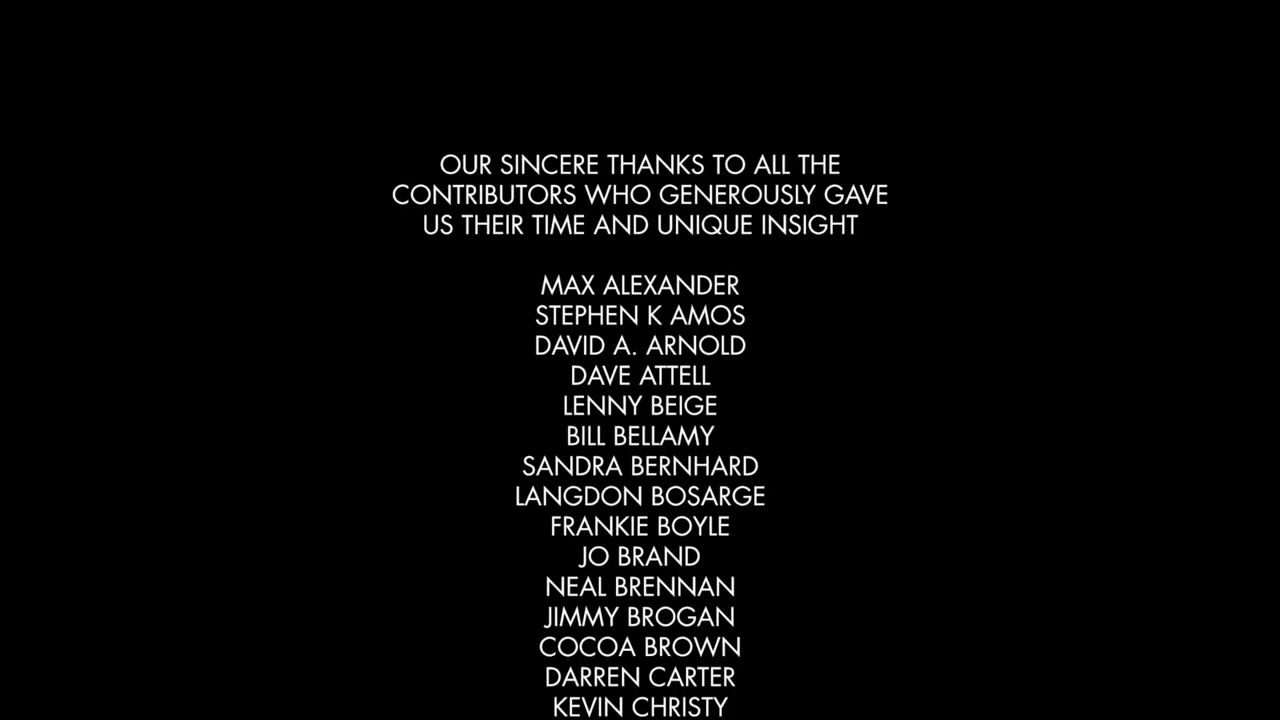 OUR SINCERE THANKS TO ALL THE
CONTRIBUTORS WHO GENEROUSLY GAVE
US THEIR TIME AND UNIQUE INSIGHT
MAX ALEXANDER
STEPHEN K AMOS
DAVID A. ARNOLD
DAVE ATTELL
LENNY BEIGE
BILL BELLAMY
SANDRA BERNHARD
LANGDON BOSARGE
FRANKIE BOYLE
JO BRAND
NEAL BRENNAN
JIMMY BROGAN
COCOA BROWN
DARREN CARTER
KEVIN CHRISTY